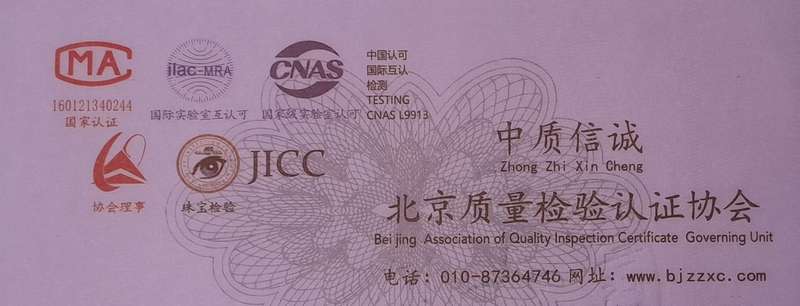 CMA
160121340244
国家认证
ilac-MRA
国际实验室互认可
CNAS
国家级实验室认可
中国认可
国际互认
检测
TESTING
CNAS L9913
协会理事
珠宝检验
JICC
中质信诚
Zhong Zhi Xin Cheng
北京质量检验认证协会
Beijing Association of Quality Inspection Certificate Governing Unit
电话：010-87364746 网址：www.bjzzxc.com